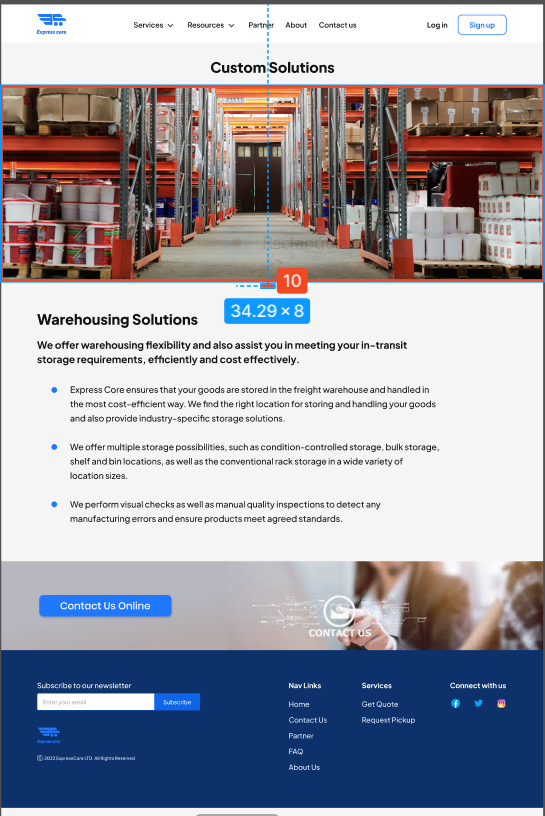 Express core
Services Resources Partner About Contact us Log in Sign up
Custom Solutions
10
34.29 × 8
Warehousing Solutions
We offer warehousing flexibility and also assist you in meeting your in-transit
storage requirements, efficiently and cost effectively.
Express Core ensures that your goods are stored in the freight warehouse and handled in
the most cost-efficient way. We find the right location for storing and handling your goods
and also provide industry-specific storage solutions.
We offer multiple storage possibilities, such as condition-controlled storage, bulk storage,
shelf and bin locations, as well as the conventional rack storage in a wide variety of
location sizes.
We perform visual checks as well as manual quality inspections to detect any
manufacturing errors and ensure products meet agreed standards.
Contact Us Online
CONTACT US
Subscribe to our newsletter
Enter your email
Subscribe
Express core
© 2022 ExpressCore LTD. All Rights Reserved
Nav Links
Home
Contact Us
Partner
FAQ
About Us
Services
Get Quote
Request Pickup
Connect with us